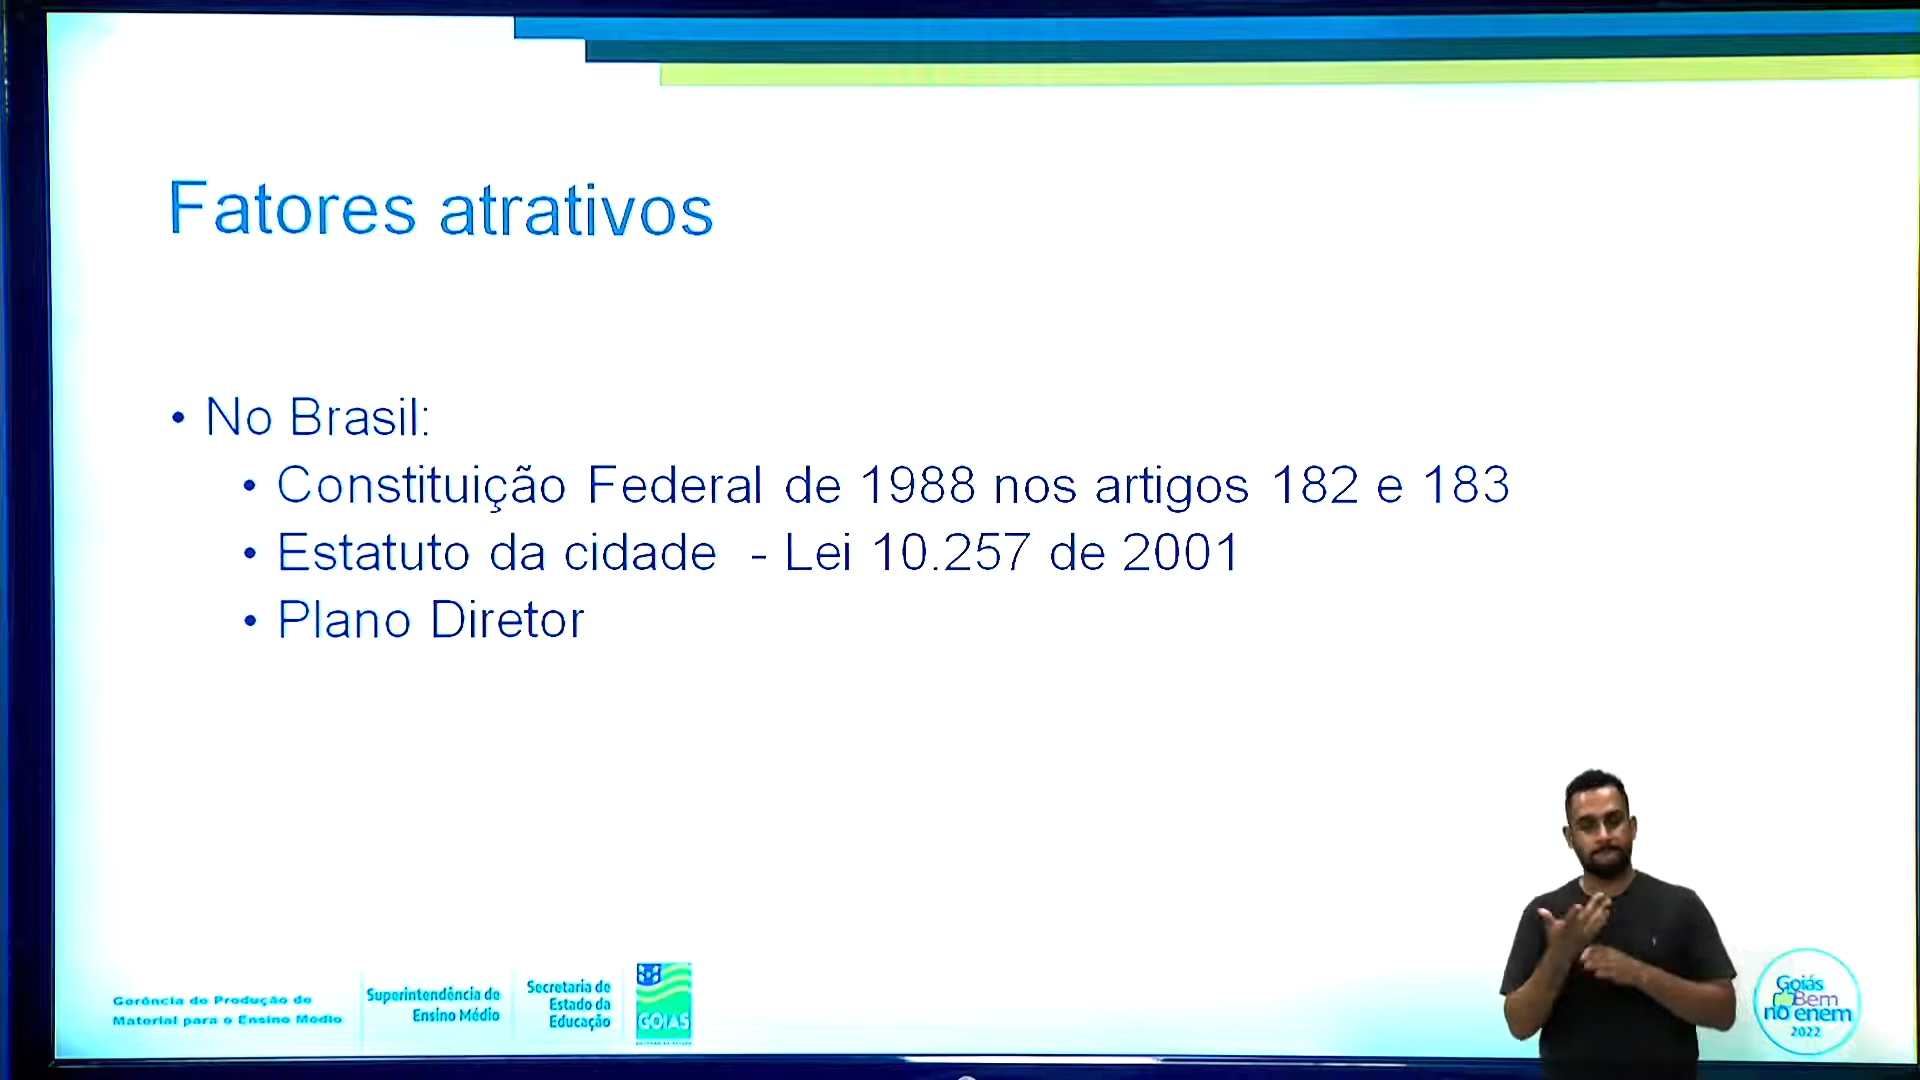 Fatores atrativos
• No Brasil:
• Constituição Federal de 1988 nos artigos 182 e 183
• Estatuto da cidade - Lei 10.257 de 2001
• Plano Diretor
Gerência de Produção de
Material para o Ensino Médio
Superintendência de
Ensino Médio
Secretaria de
Estado da
Educação
GOIÁS
Goiás
Bem
no enem
2022